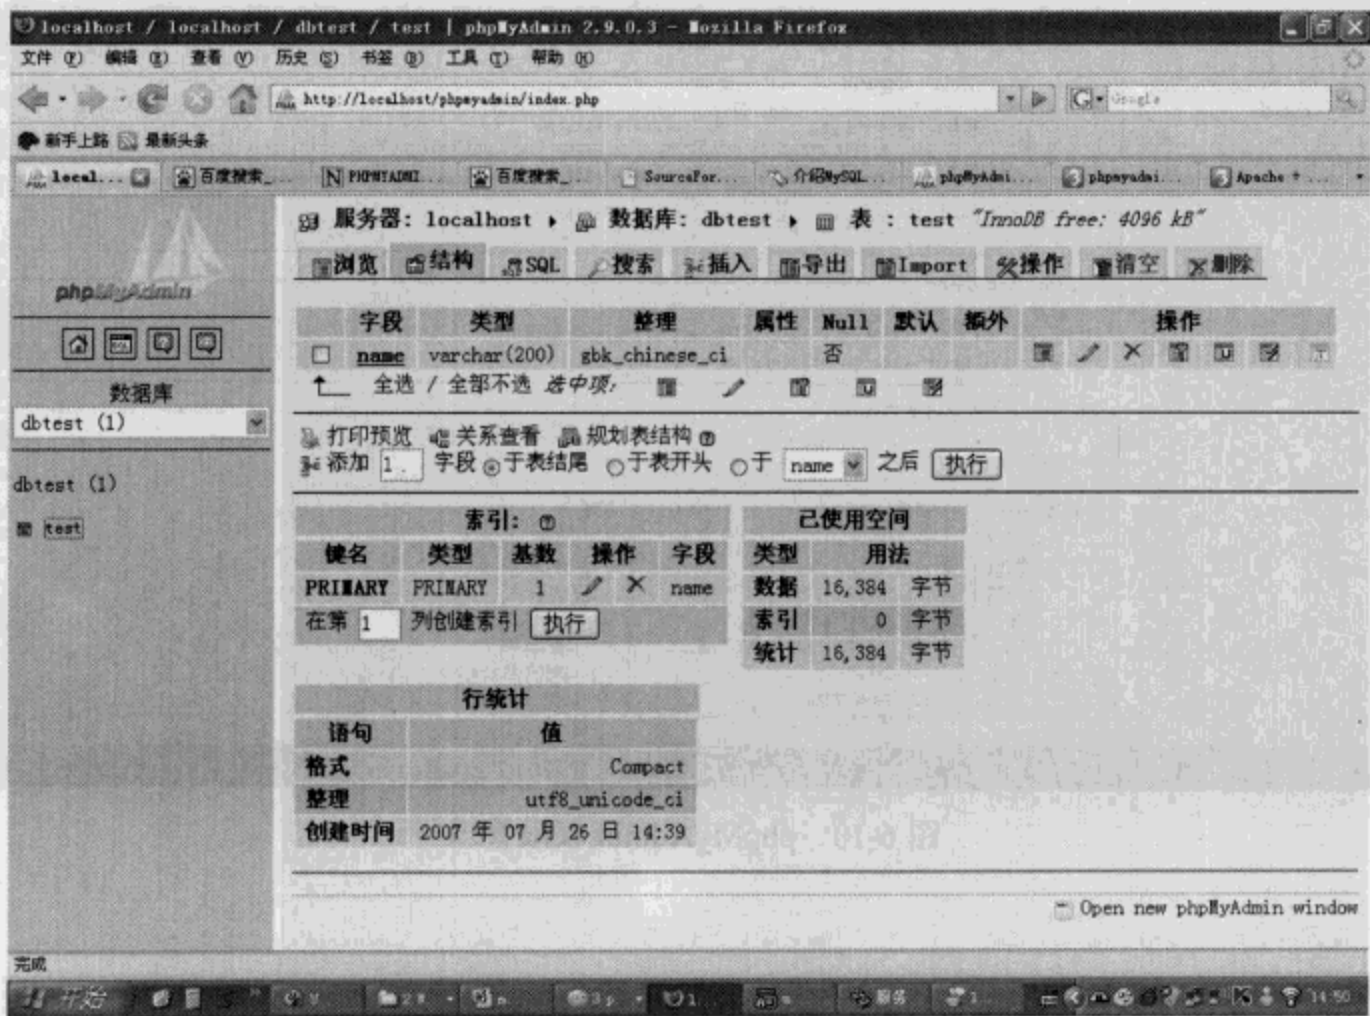 localhost / localhost / dbtest / test | phpMyAdmin 2.9.0.3 - Mozilla Firefox
文件 (F) 编辑 (E) 查看 (V) 历史 (S) 书签 (B) 工具 (T) 帮助 (H)
http://localhost/phpmyadmin/index.php
Google
新手上路 最新头条
local... 百度搜索_... PHPMYADMI... 百度搜索_... SourceFor... 介绍MySQL... phpMyAdmi... phpmyadmi... Apache + ...
服务器: localhost 数据库: dbtest 表 : test "InnoDB free: 4096 kB"
浏览 结构 SQL 搜索 插入 导出 Import 操作 清空 删除
phpMyAdmin
数据库
dbtest (1)
dbtest (1)
test
字段 类型 整理 属性 Null 默认 额外 操作
name varchar(200) gbk_chinese_ci 否
全选 / 全部不选 选中项:
打印预览 关系查看 规划表结构
添加 1 字段 于表结尾 于表开头 于 name 之后 执行
索引:
键名 类型 基数 操作 字段
PRIMARY PRIMARY 1 name
在第 1 列创建索引 执行
已使用空间
类型 用法
数据 16,384 字节
索引 0 字节
统计 16,384 字节
行统计
语句 值
格式 Compact
整理 utf8_unicode_ci
创建时间 2007 年 07 月 26 日 14:39
Open new phpMyAdmin window
完成
开始 服务 14:50